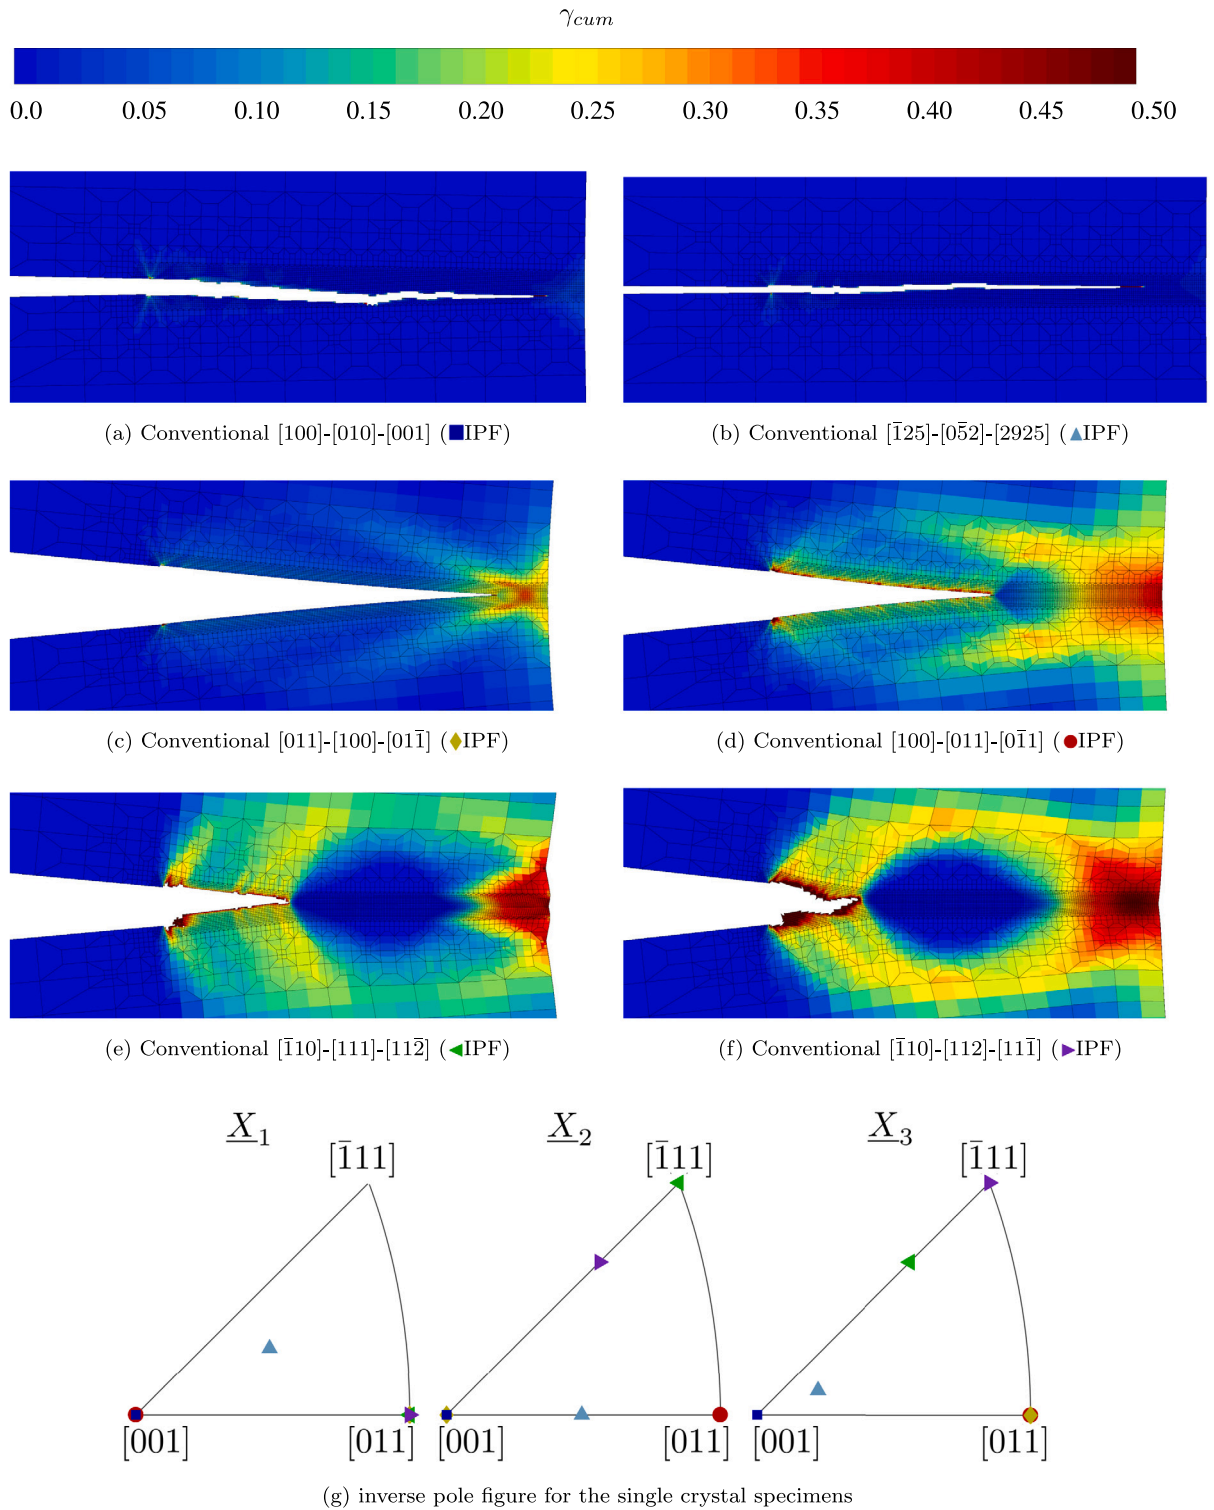 γcum
0.0 0.05 0.10 0.15 0.20 0.25 0.30 0.35 0.40 0.45 0.50
(a) Conventional [100]-[010]-[001] (■IPF)
(b) Conventional [1̄25]-[05̄2]-[2925] (▲IPF)
(c) Conventional [011]-[100]-[011̄] (♦IPF)
(d) Conventional [100]-[011]-[01̄1] (●IPF)
(e) Conventional [1̄10]-[111]-[112̄] (◀IPF)
(f) Conventional [1̄10]-[112]-[111̄] (▶IPF)
X1 X2 X3
[1̄11] [1̄11] [1̄11]
[001] [011] [001] [011] [001] [011]
(g) inverse pole figure for the single crystal specimens